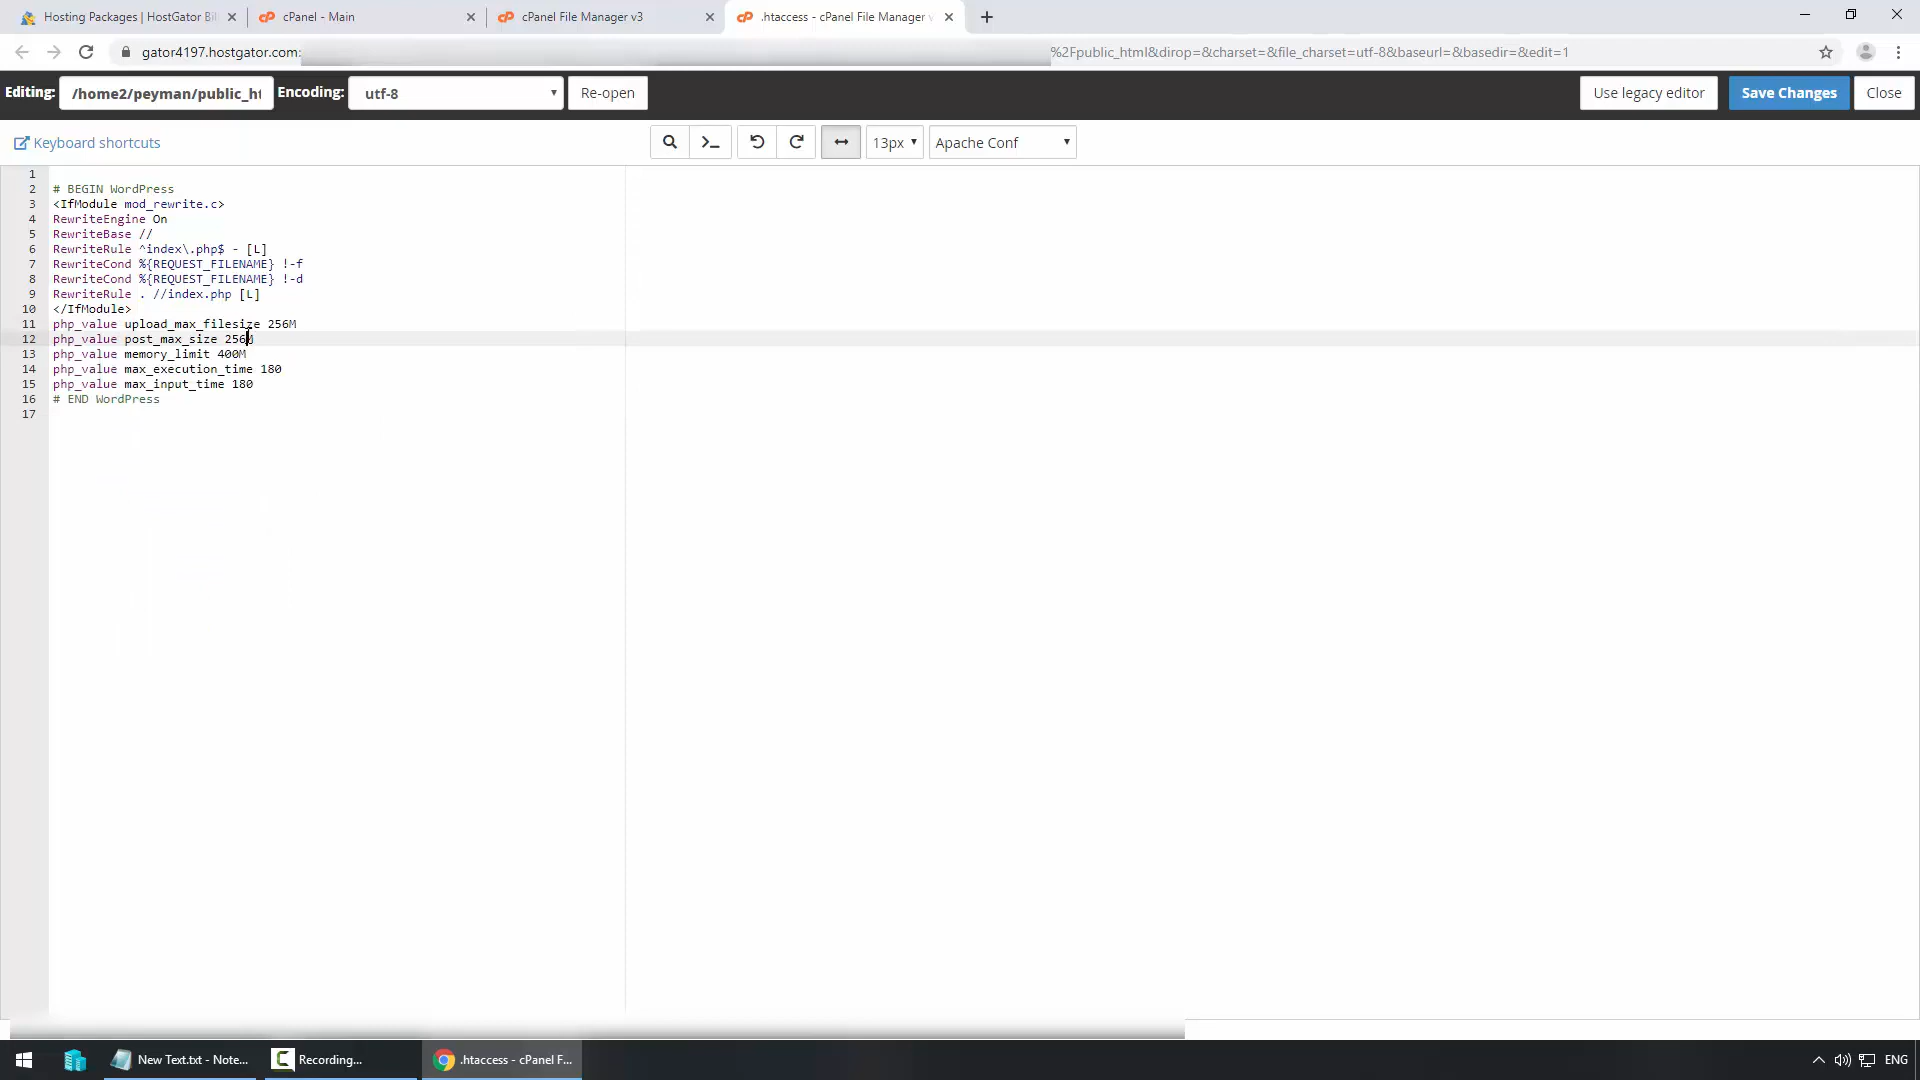 Hosting Packages | HostGator Bil
cPanel - Main
cPanel File Manager v3
.htaccess - cPanel File Manager v
gator4197.hostgator.com:
%2Fpublic_html&dirop=&charset=&file_charset=utf-8&baseurl=&basedir=&edit=1
Editing: /home2/peyman/public_ht Encoding: utf-8 Re-open Use legacy editor Save Changes Close
Keyboard shortcuts 13px Apache Conf
1
2 # BEGIN WordPress
3 <IfModule mod_rewrite.c>
4 RewriteEngine On
5 RewriteBase //
6 RewriteRule ^index\.php$ - [L]
7 RewriteCond %{REQUEST_FILENAME} !-f
8 RewriteCond %{REQUEST_FILENAME} !-d
9 RewriteRule . //index.php [L]
10 </IfModule>
11 php_value upload_max_filesize 256M
12 php_value post_max_size 256M
13 php_value memory_limit 400M
14 php_value max_execution_time 180
15 php_value max_input_time 180
16 # END WordPress
17
New Text.txt - Note...
Recording...
.htaccess - cPanel F...
ENG